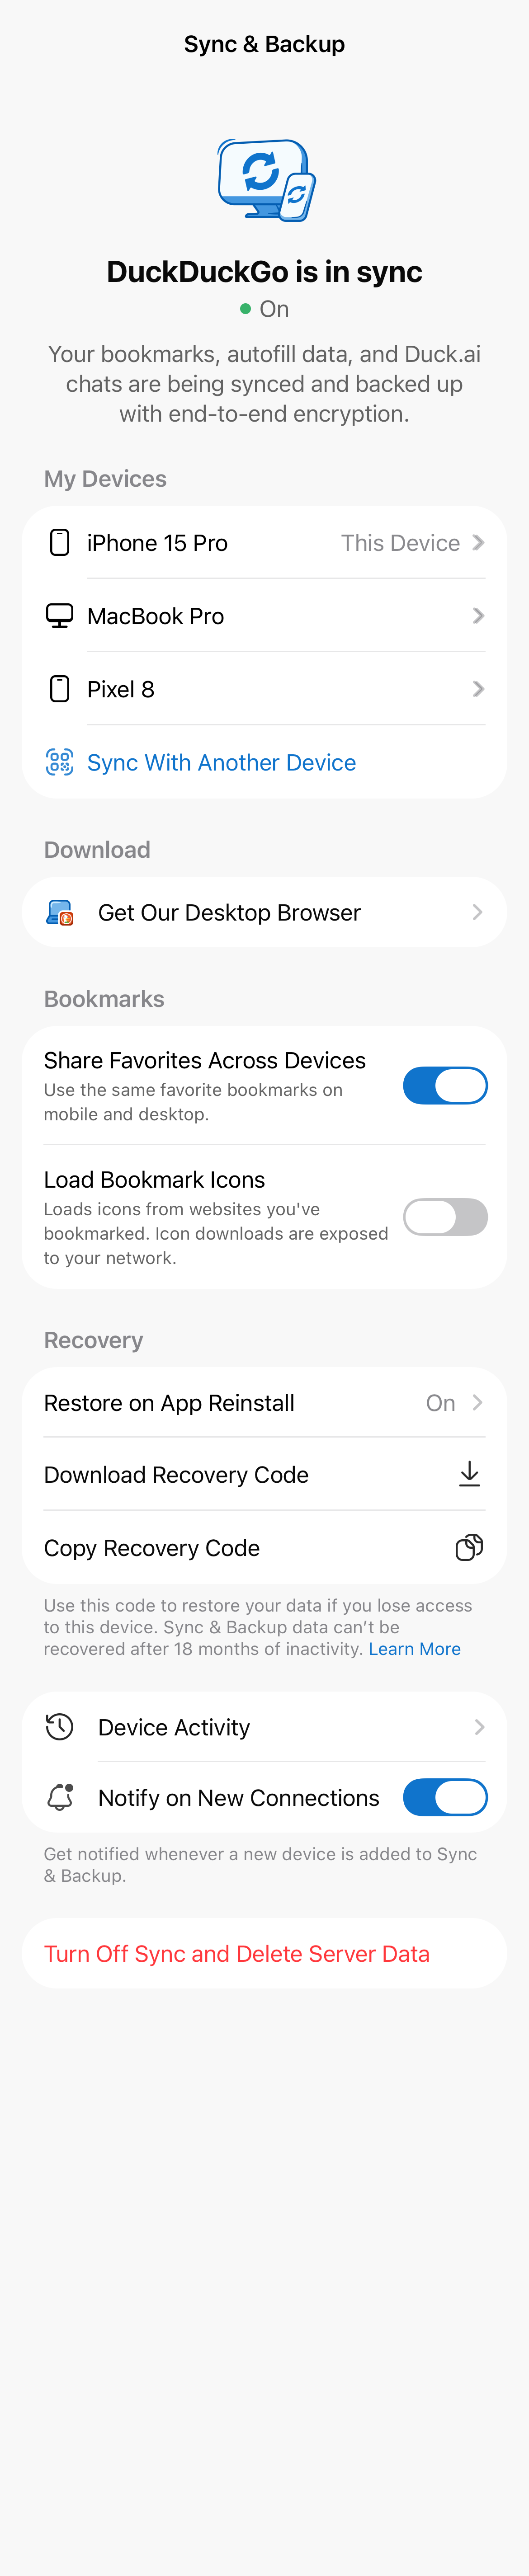 Sync & Backup
DuckDuckGo is in sync
On
Your bookmarks, autofill data, and Duck.ai
chats are being synced and backed up
with end-to-end encryption.
My Devices
iPhone 15 Pro This Device
MacBook Pro
Pixel 8
Sync With Another Device
Download
Get Our Desktop Browser
Bookmarks
Share Favorites Across Devices
Use the same favorite bookmarks on
mobile and desktop.
Load Bookmark Icons
Loads icons from websites you've
bookmarked. Icon downloads are exposed
to your network.
Recovery
Restore on App Reinstall On
Download Recovery Code
Copy Recovery Code
Use this code to restore your data if you lose access
to this device. Sync & Backup data can’t be
recovered after 18 months of inactivity. Learn More
Device Activity
Notify on New Connections
Get notified whenever a new device is added to Sync
& Backup.
Turn Off Sync and Delete Server Data